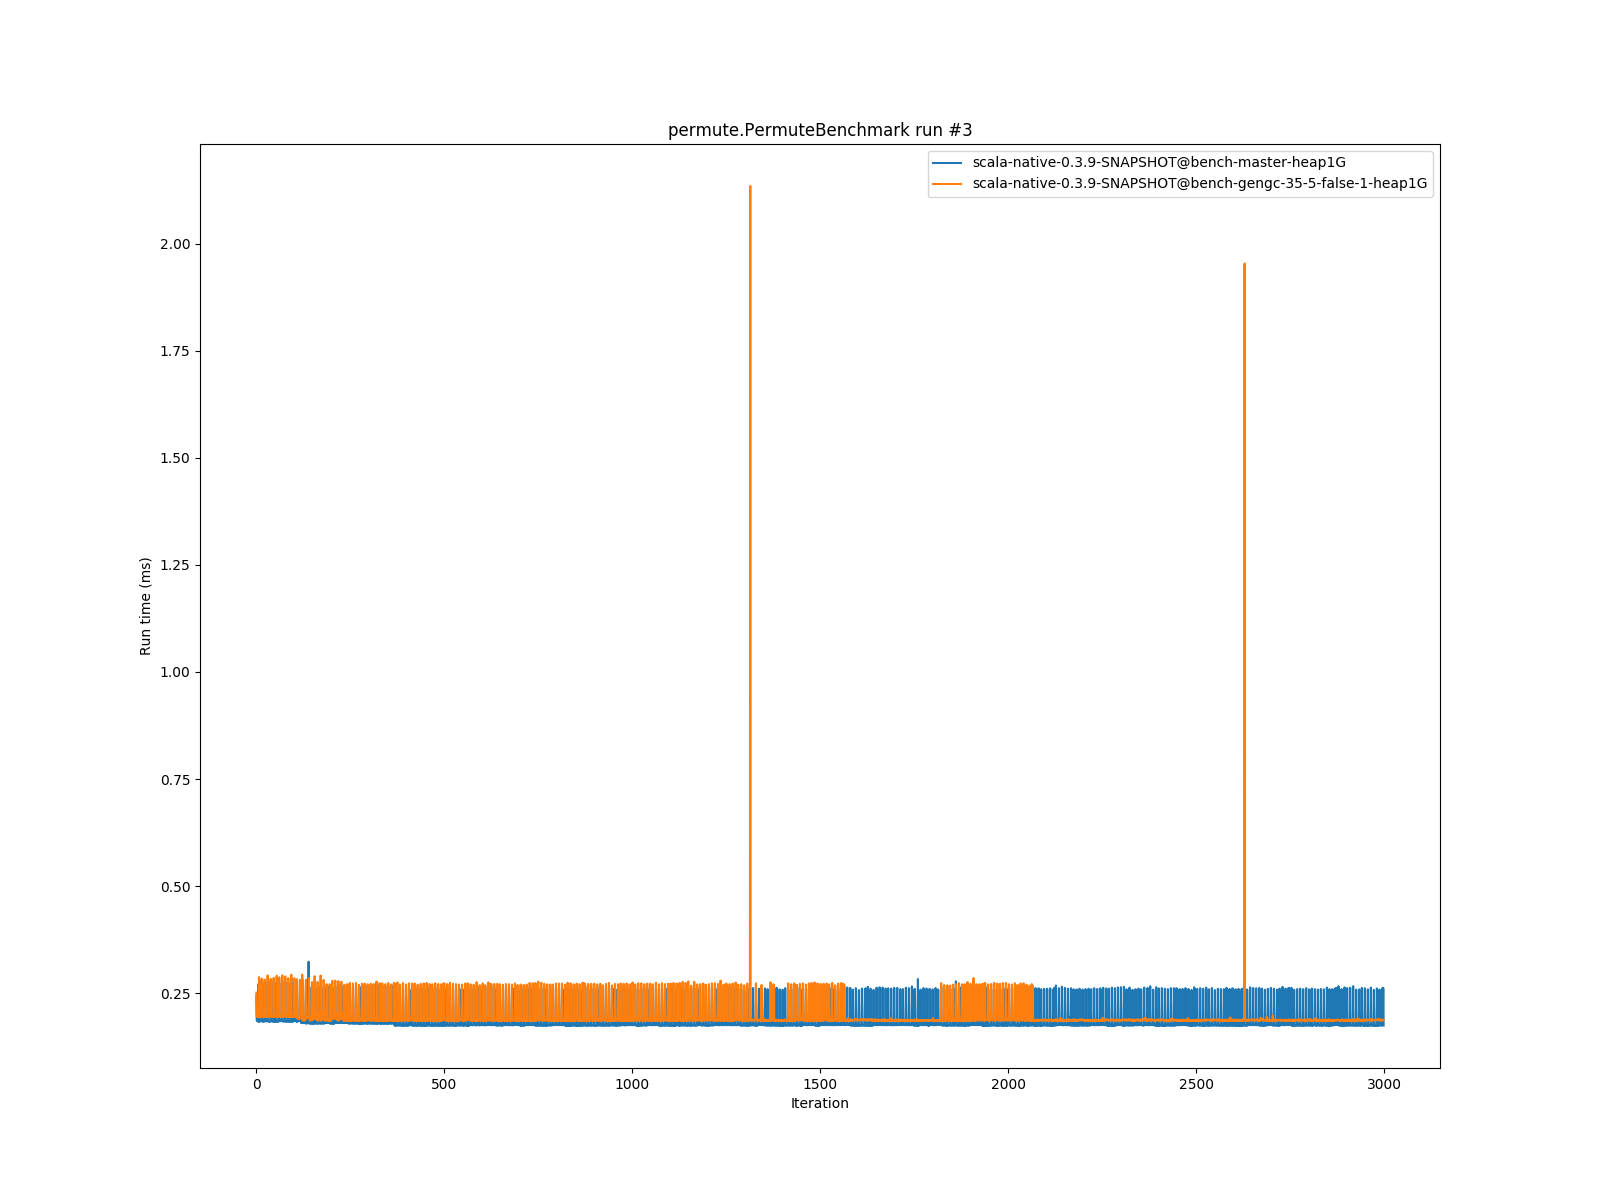 permute.PermuteBenchmark run #3
scala-native-0.3.9-SNAPSHOT@bench-master-heap1G
scala-native-0.3.9-SNAPSHOT@bench-gengc-35-5-false-1-heap1G
2.00
1.75
1.50
1.25
1.00
0.75
0.50
0.25
Run time (ms)
0 500 1000 1500 2000 2500 3000
Iteration